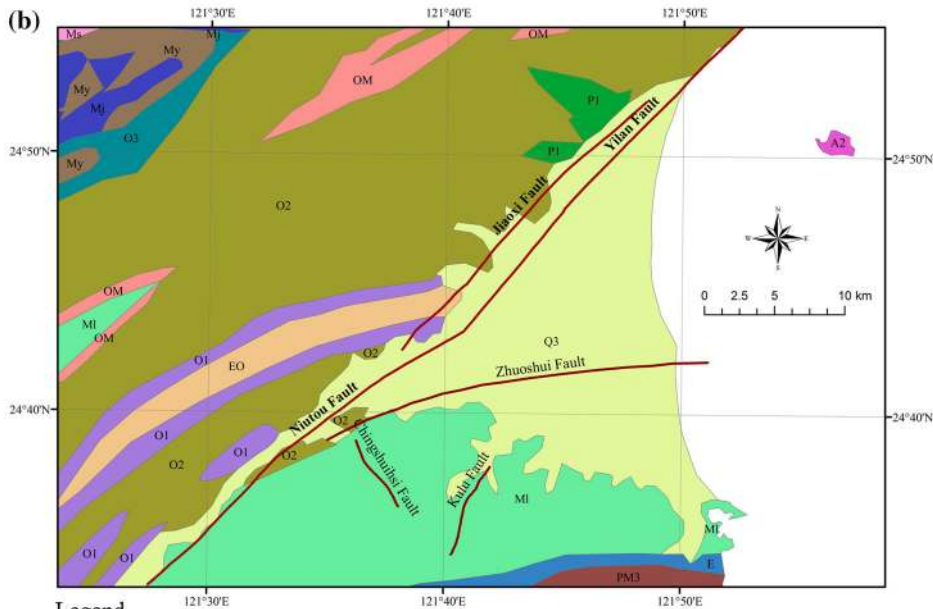 (b)
121°30'E 121°40'E 121°50'E
Ms
Mj
My
OM
My
OM
Mj
P1
O3
My
P1
Yilan Fault
A2
24°50'N
24°50'N
O2
Jiaoxi Fault
N
W E
S
OM
Ml
OM
0 2.5 5 10 km
O1
EO
O2
Q3
Zhuoshui Fault
Niutou Fault
24°40'N
24°40'N
O1
O2
O1
O2
O2
Chingshuihsi Fault
Kulu Fault
Ml
Ml
O1
O1
E
PM3
121°30'E 121°40'E 121°50'E
Legend